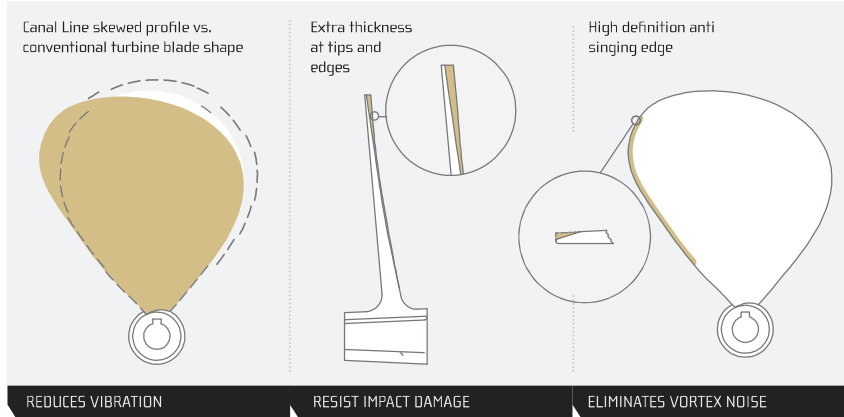 Canal Line skewed profile vs.
conventional turbine blade shape
Extra thickness
at tips and
edges
High definition anti
singing edge
REDUCES VIBRATION
RESIST IMPACT DAMAGE
ELIMINATES VORTEX NOISE